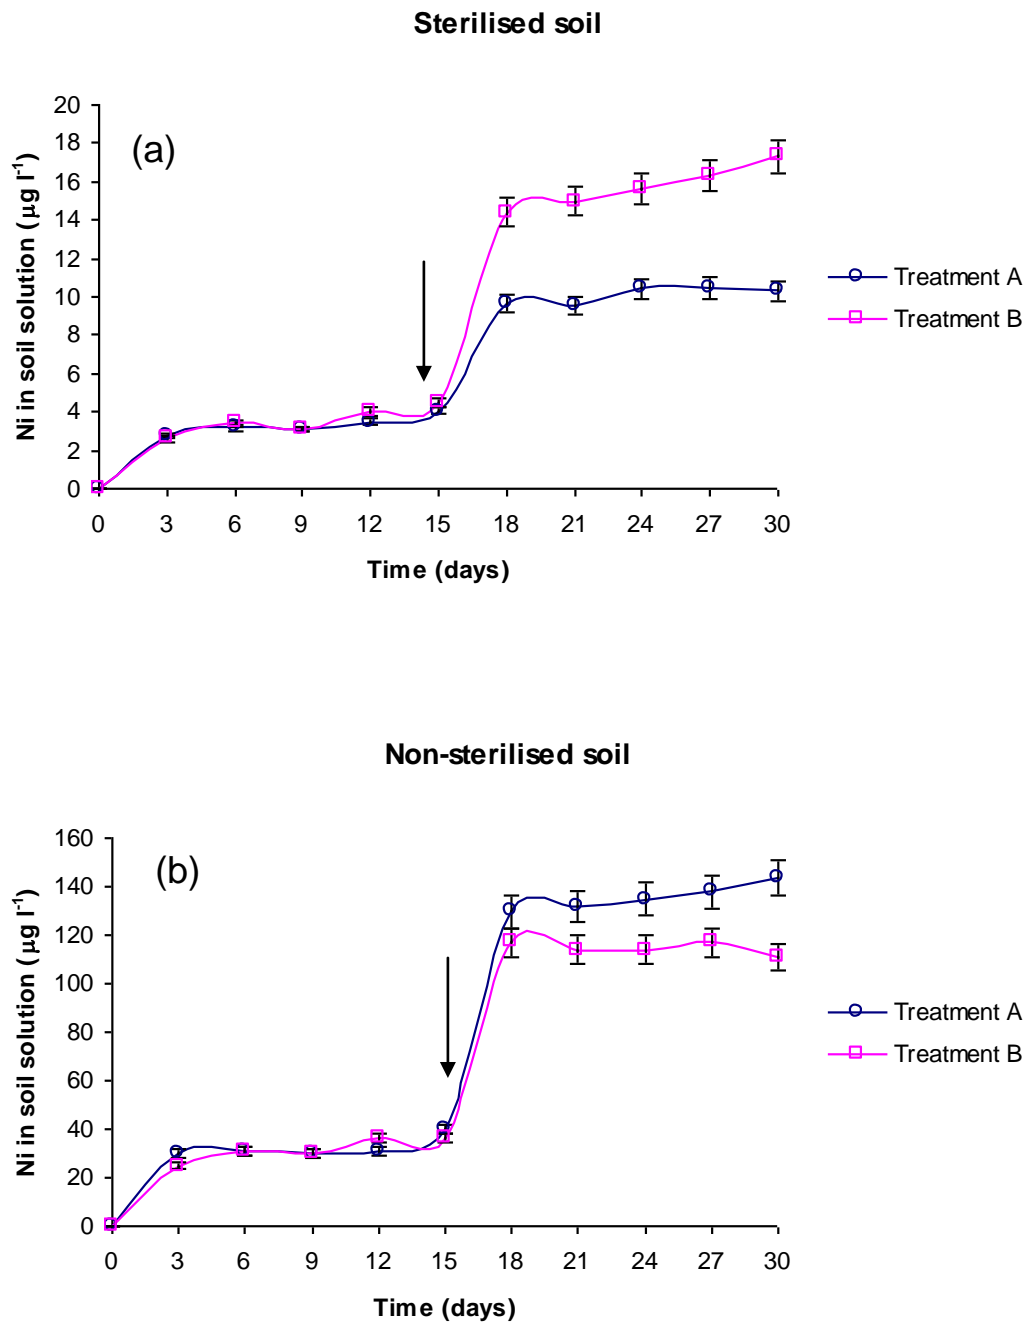 Sterilised soil
(a)
Ni in soil solution (µg l⁻¹)
20
18
16
14
12
10
8
6
4
2
0
0 3 6 9 12 15 18 21 24 27 30
Time (days)
Treatment A
Treatment B
Non-sterilised soil
(b)
Ni in soil solution (µg l⁻¹)
160
140
120
100
80
60
40
20
0
0 3 6 9 12 15 18 21 24 27 30
Time (days)
Treatment A
Treatment B